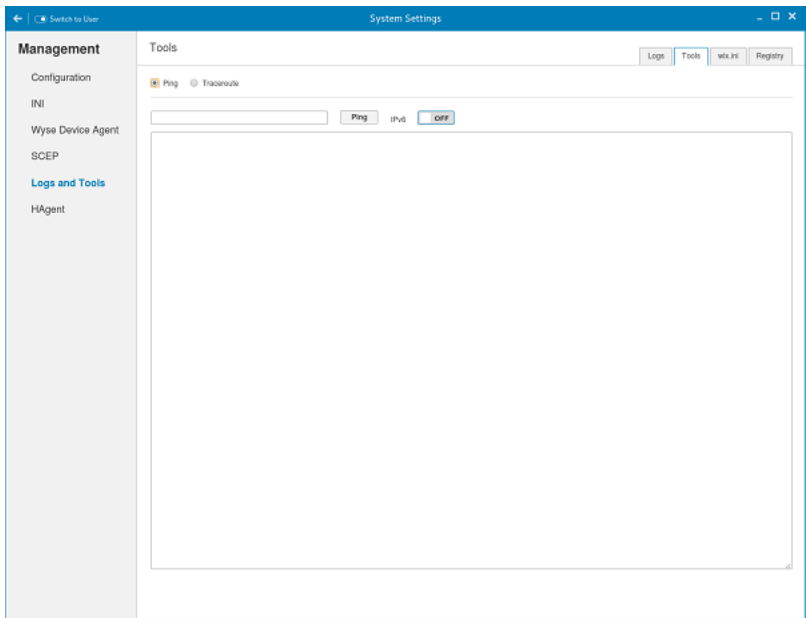 Switch to User
System Settings
Management
Configuration
INI
Wyse Device Agent
SCEP
Logs and Tools
HAgent
Tools
Logs
Tools
wlx.ini
Registry
Ping
Traceroute
Ping
IPv6
OFF